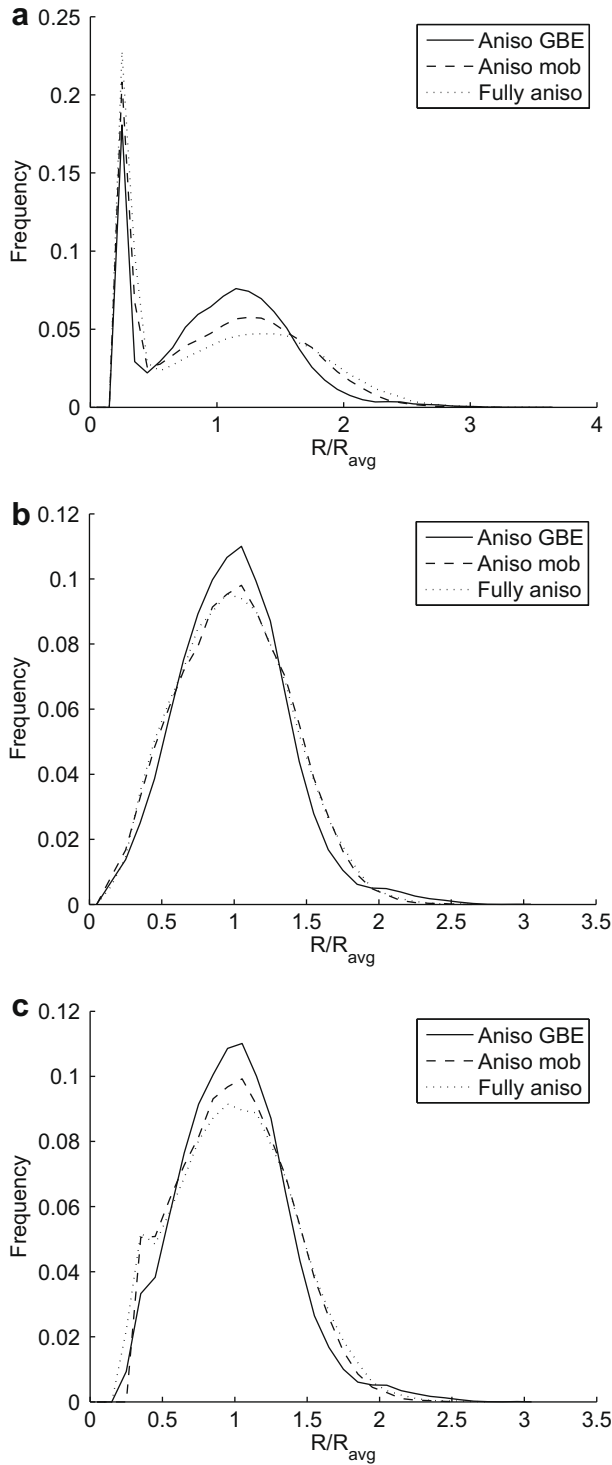 a
0.25
Aniso GBE
Aniso mob
Fully aniso
0.2
0.15
0.1
0.05
0
Frequency
0 1 2 3 4
R/R_avg
b
0.12
Aniso GBE
Aniso mob
Fully aniso
0.1
0.08
0.06
0.04
0.02
0
Frequency
0 0.5 1 1.5 2 2.5 3 3.5
R/R_avg
c
0.12
Aniso GBE
Aniso mob
Fully aniso
0.1
0.08
0.06
0.04
0.02
0
Frequency
0 0.5 1 1.5 2 2.5 3 3.5
R/R_avg